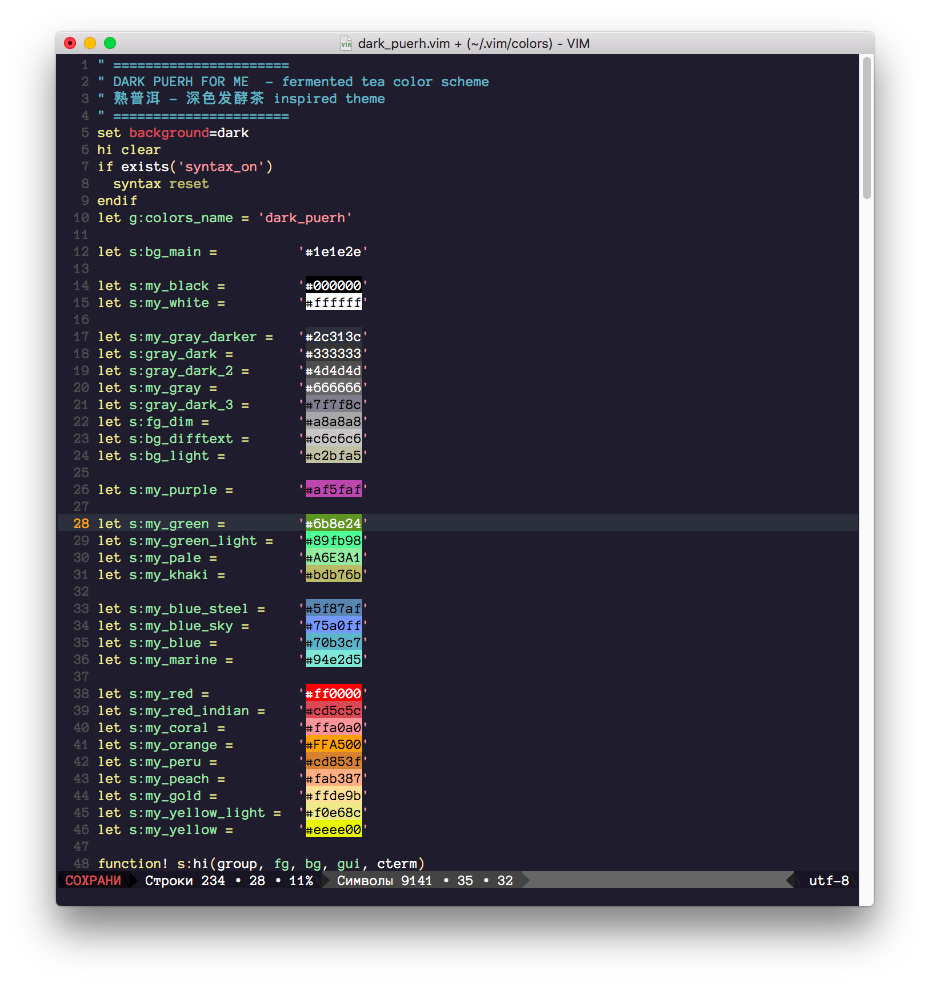 dark_puerh.vim + (~/.vim/colors) - VIM
1 " ======================
2 " DARK PUERH FOR ME  – fermented tea color scheme
3 " 熟普洱 – 深色发酵茶 inspired theme
4 " ======================
5 set background=dark
6 hi clear
7 if exists('syntax_on')
8   syntax reset
9 endif
10 let g:colors_name = 'dark_puerh'
11
12 let s:bg_main =          '#1e1e2e'
13
14 let s:my_black =         '#000000'
15 let s:my_white =         '#ffffff'
16
17 let s:my_gray_darker =   '#2c313c'
18 let s:gray_dark =        '#333333'
19 let s:gray_dark_2 =      '#4d4d4d'
20 let s:my_gray =          '#666666'
21 let s:gray_dark_3 =      '#7f7f8c'
22 let s:fg_dim =           '#a8a8a8'
23 let s:bg_difftext =      '#c6c6c6'
24 let s:bg_light =         '#c2bfa5'
25
26 let s:my_purple =        '#af5faf'
27
28 let s:my_green =         '#6b8e24'
29 let s:my_green_light =   '#89fb98'
30 let s:my_pale =          '#A6E3A1'
31 let s:my_khaki =         '#bdb76b'
32
33 let s:my_blue_steel =    '#5f87af'
34 let s:my_blue_sky =      '#75a0ff'
35 let s:my_blue =          '#70b3c7'
36 let s:my_marine =        '#94e2d5'
37
38 let s:my_red =           '#ff0000'
39 let s:my_red_indian =    '#cd5c5c'
40 let s:my_coral =         '#ffa0a0'
41 let s:my_orange =        '#FFA500'
42 let s:my_peru =          '#cd853f'
43 let s:my_peach =         '#fab387'
44 let s:my_gold =          '#ffde9b'
45 let s:my_yellow_light =  '#f0e68c'
46 let s:my_yellow =        '#eeee00'
47
48 function! s:hi(group, fg, bg, gui, cterm)
СОХРАНИ Строки 234 • 28 • 11% Символы 9141 • 35 • 32 utf-8